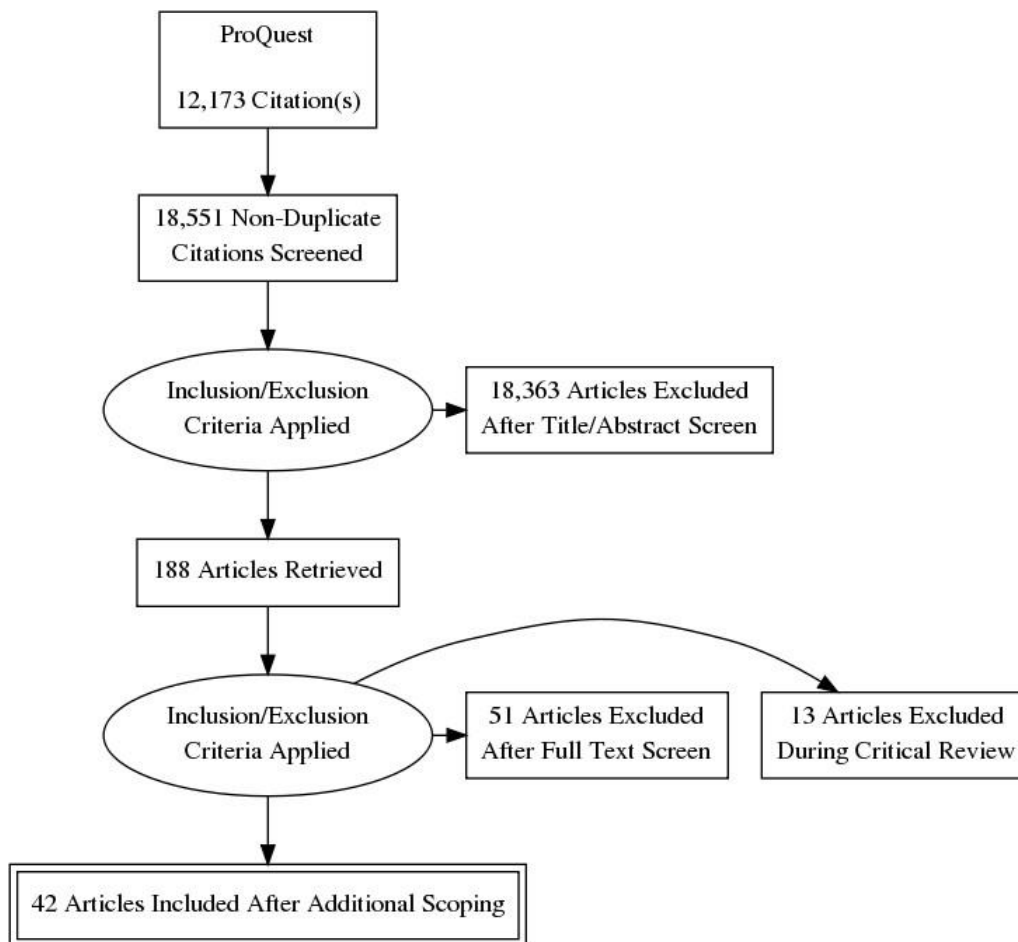 ProQuest
12,173 Citation(s)
18,551 Non-Duplicate
Citations Screened
Inclusion/Exclusion
Criteria Applied
18,363 Articles Excluded
After Title/Abstract Screen
188 Articles Retrieved
Inclusion/Exclusion
Criteria Applied
51 Articles Excluded
After Full Text Screen
13 Articles Excluded
During Critical Review
42 Articles Included After Additional Scoping